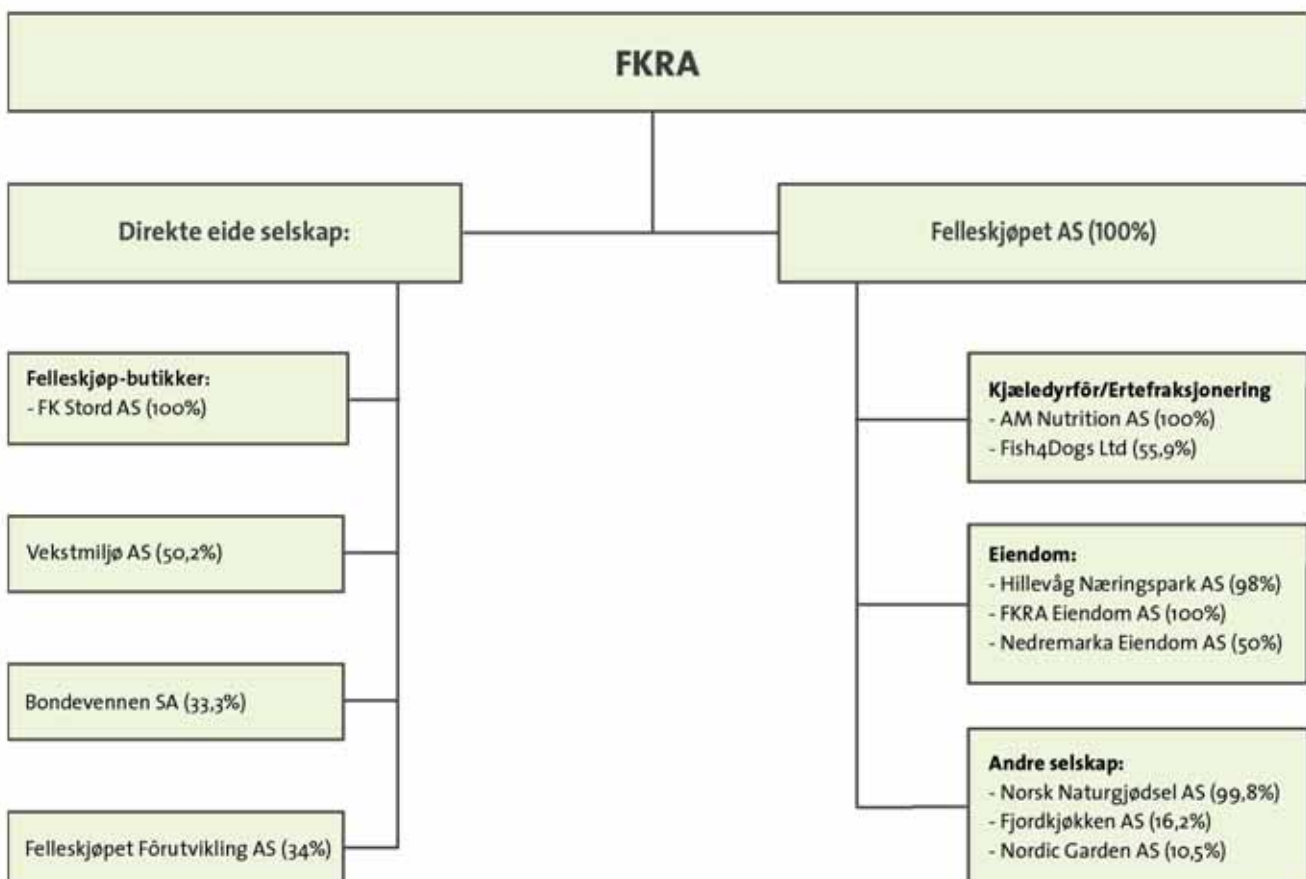 FKRA
Direkte eide selskap:
Felleskjøp-butikker:
- FK Stord AS (100%)
Vekstmiljø AS (50,2%)
Bondevennen SA (33,3%)
Felleskjøpet Fôrutvikling AS (34%)
Felleskjøpet AS (100%)
Kjæledyrfôr/Ertefraksjonering
- AM Nutrition AS (100%)
- Fish4Dogs Ltd (55,9%)
Eiendom:
- Hillevåg Næringspark AS (98%)
- FKRA Eiendom AS (100%)
- Nedremarka Eiendom AS (50%)
Andre selskap:
- Norsk Naturgjødsel AS (99,8%)
- Fjordkjøkken AS (16,2%)
- Nordic Garden AS (10,5%)